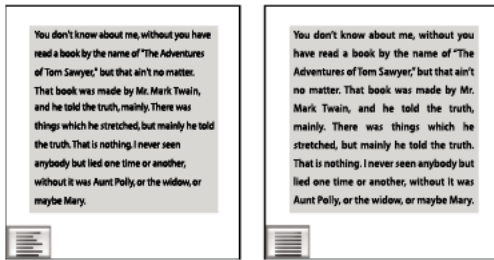 You don't know about me, without you have
read a book by the name of "The Adventures
of Tom Sawyer," but that ain't no matter.
That book was made by Mr. Mark Twain,
and he told the truth, mainly. There was
things which he stretched, but mainly he told
the truth. That is nothing. I never seen
anybody but lied one time or another,
without it was Aunt Polly, or the widow, or
maybe Mary.
You don't know about me, without you
have read a book by the name of "The
Adventures of Tom Sawyer," but that ain't
no matter. That book was made by Mr.
Mark Twain, and he told the truth,
mainly. There was things which he
stretched, but mainly he told the truth.
That is nothing. I never seen anybody but
lied one time or another, without it was
Aunt Polly, or the widow, or maybe Mary.